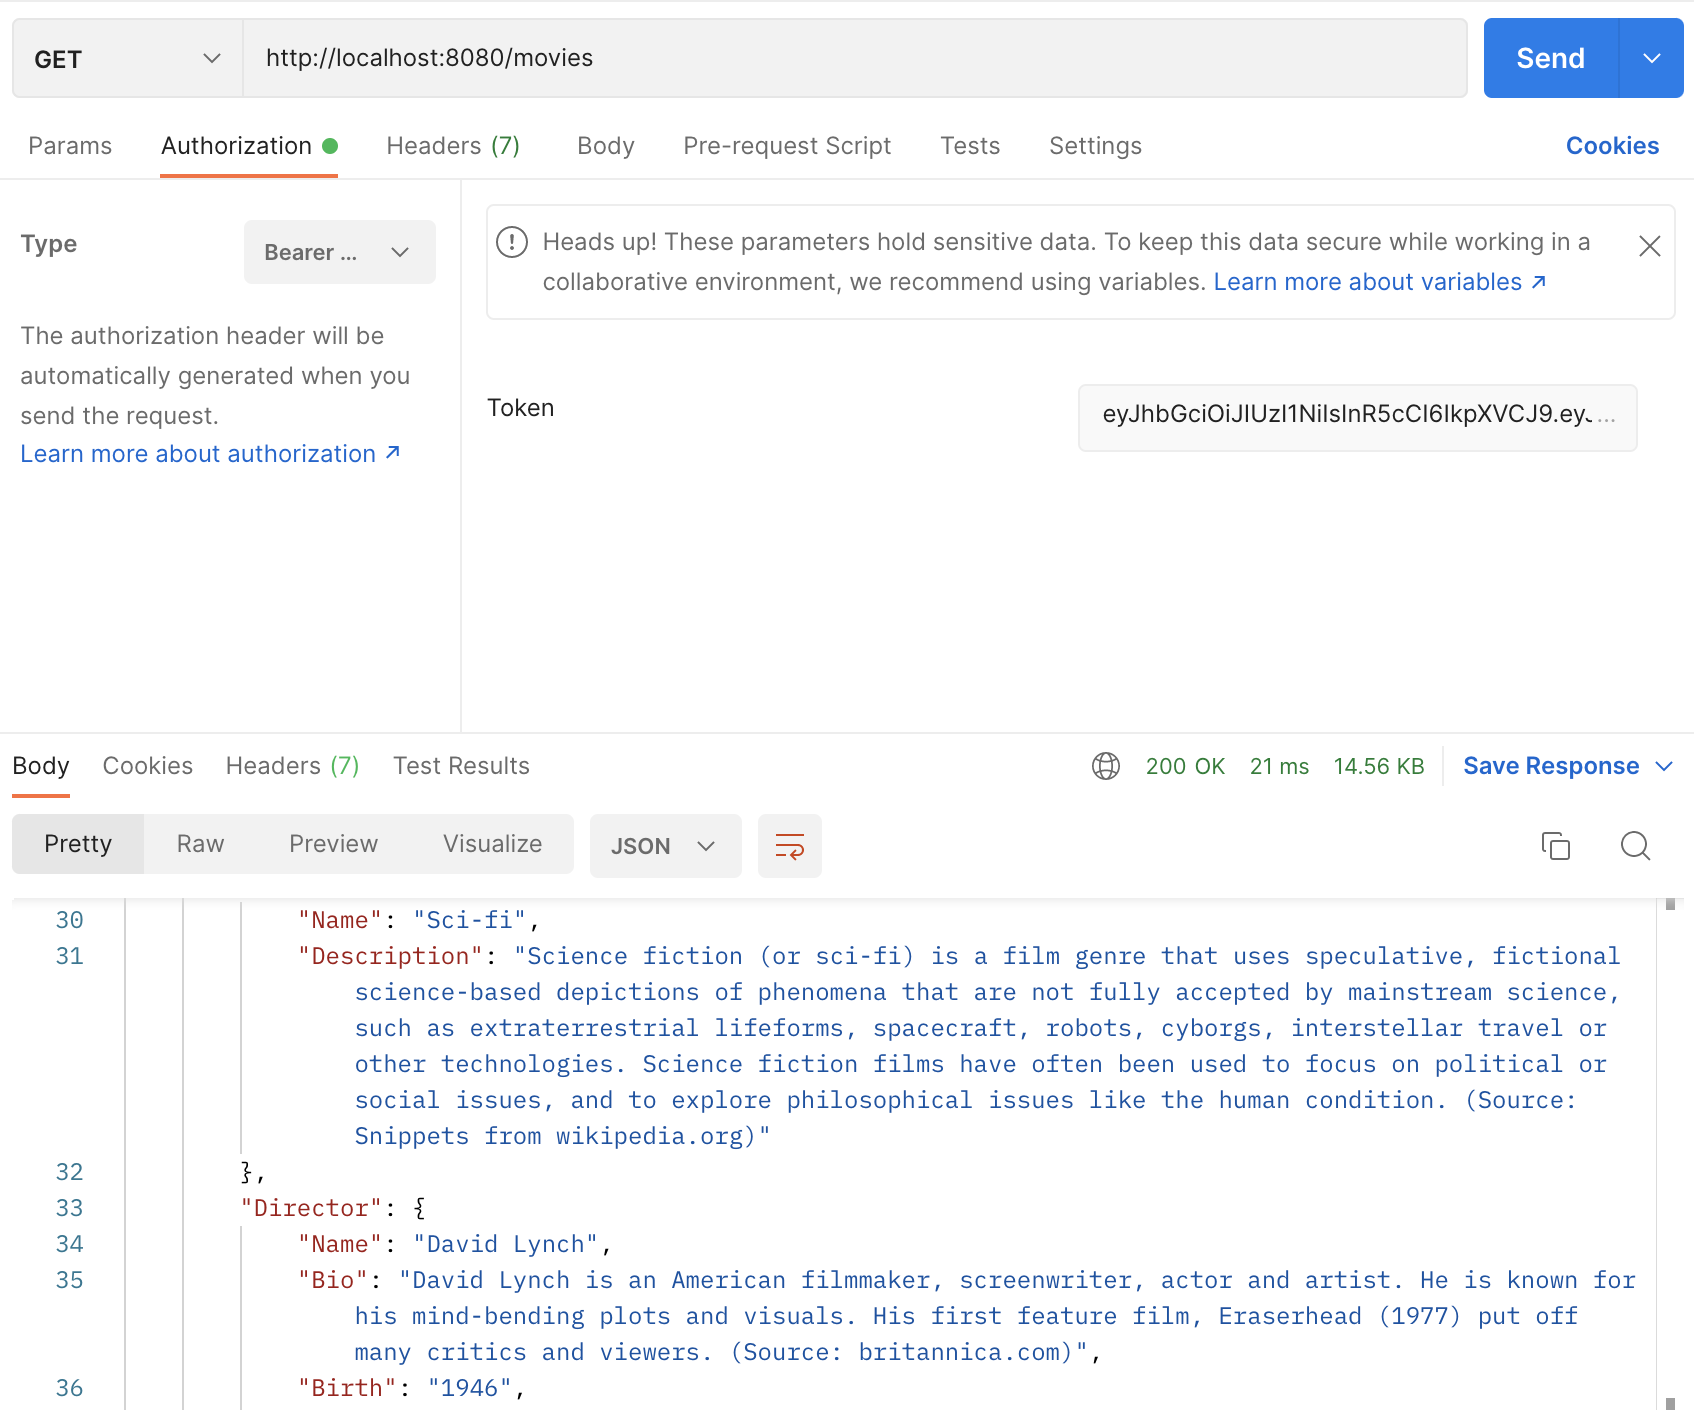 GET
http://localhost:8080/movies
Send
Params
Authorization
Headers (7)
Body
Pre-request Script
Tests
Settings
Cookies
Type
Bearer ...
The authorization header will be
automatically generated when you
send the request.
Learn more about authorization ↗
Heads up! These parameters hold sensitive data. To keep this data secure while working in a
collaborative environment, we recommend using variables. Learn more about variables ↗
Token
eyJhbGciOiJIUzI1NiIsInR5cCI6IkpXVCJ9.eyJ...
Body
Cookies
Headers (7)
Test Results
200 OK
21 ms
14.56 KB
Save Response
Pretty
Raw
Preview
Visualize
JSON
30 "Name": "Sci-fi",
31 "Description": "Science fiction (or sci-fi) is a film genre that uses speculative, fictional
science-based depictions of phenomena that are not fully accepted by mainstream science,
such as extraterrestrial lifeforms, spacecraft, robots, cyborgs, interstellar travel or
other technologies. Science fiction films have often been used to focus on political or
social issues, and to explore philosophical issues like the human condition. (Source:
Snippets from wikipedia.org)"
32 },
33 "Director": {
34 "Name": "David Lynch",
35 "Bio": "David Lynch is an American filmmaker, screenwriter, actor and artist. He is known for
his mind-bending plots and visuals. His first feature film, Eraserhead (1977) put off
many critics and viewers. (Source: britannica.com)",
36 "Birth": "1946",